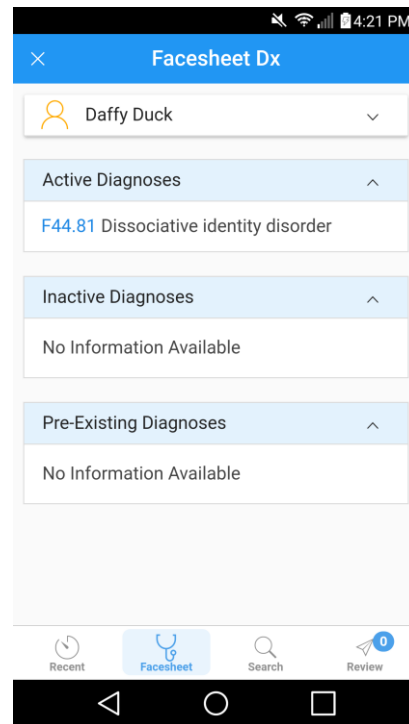 4:21 PM
Facesheet Dx
Daffy Duck
Active Diagnoses
F44.81 Dissociative identity disorder
Inactive Diagnoses
No Information Available
Pre-Existing Diagnoses
No Information Available
0
Recent Facesheet Search Review